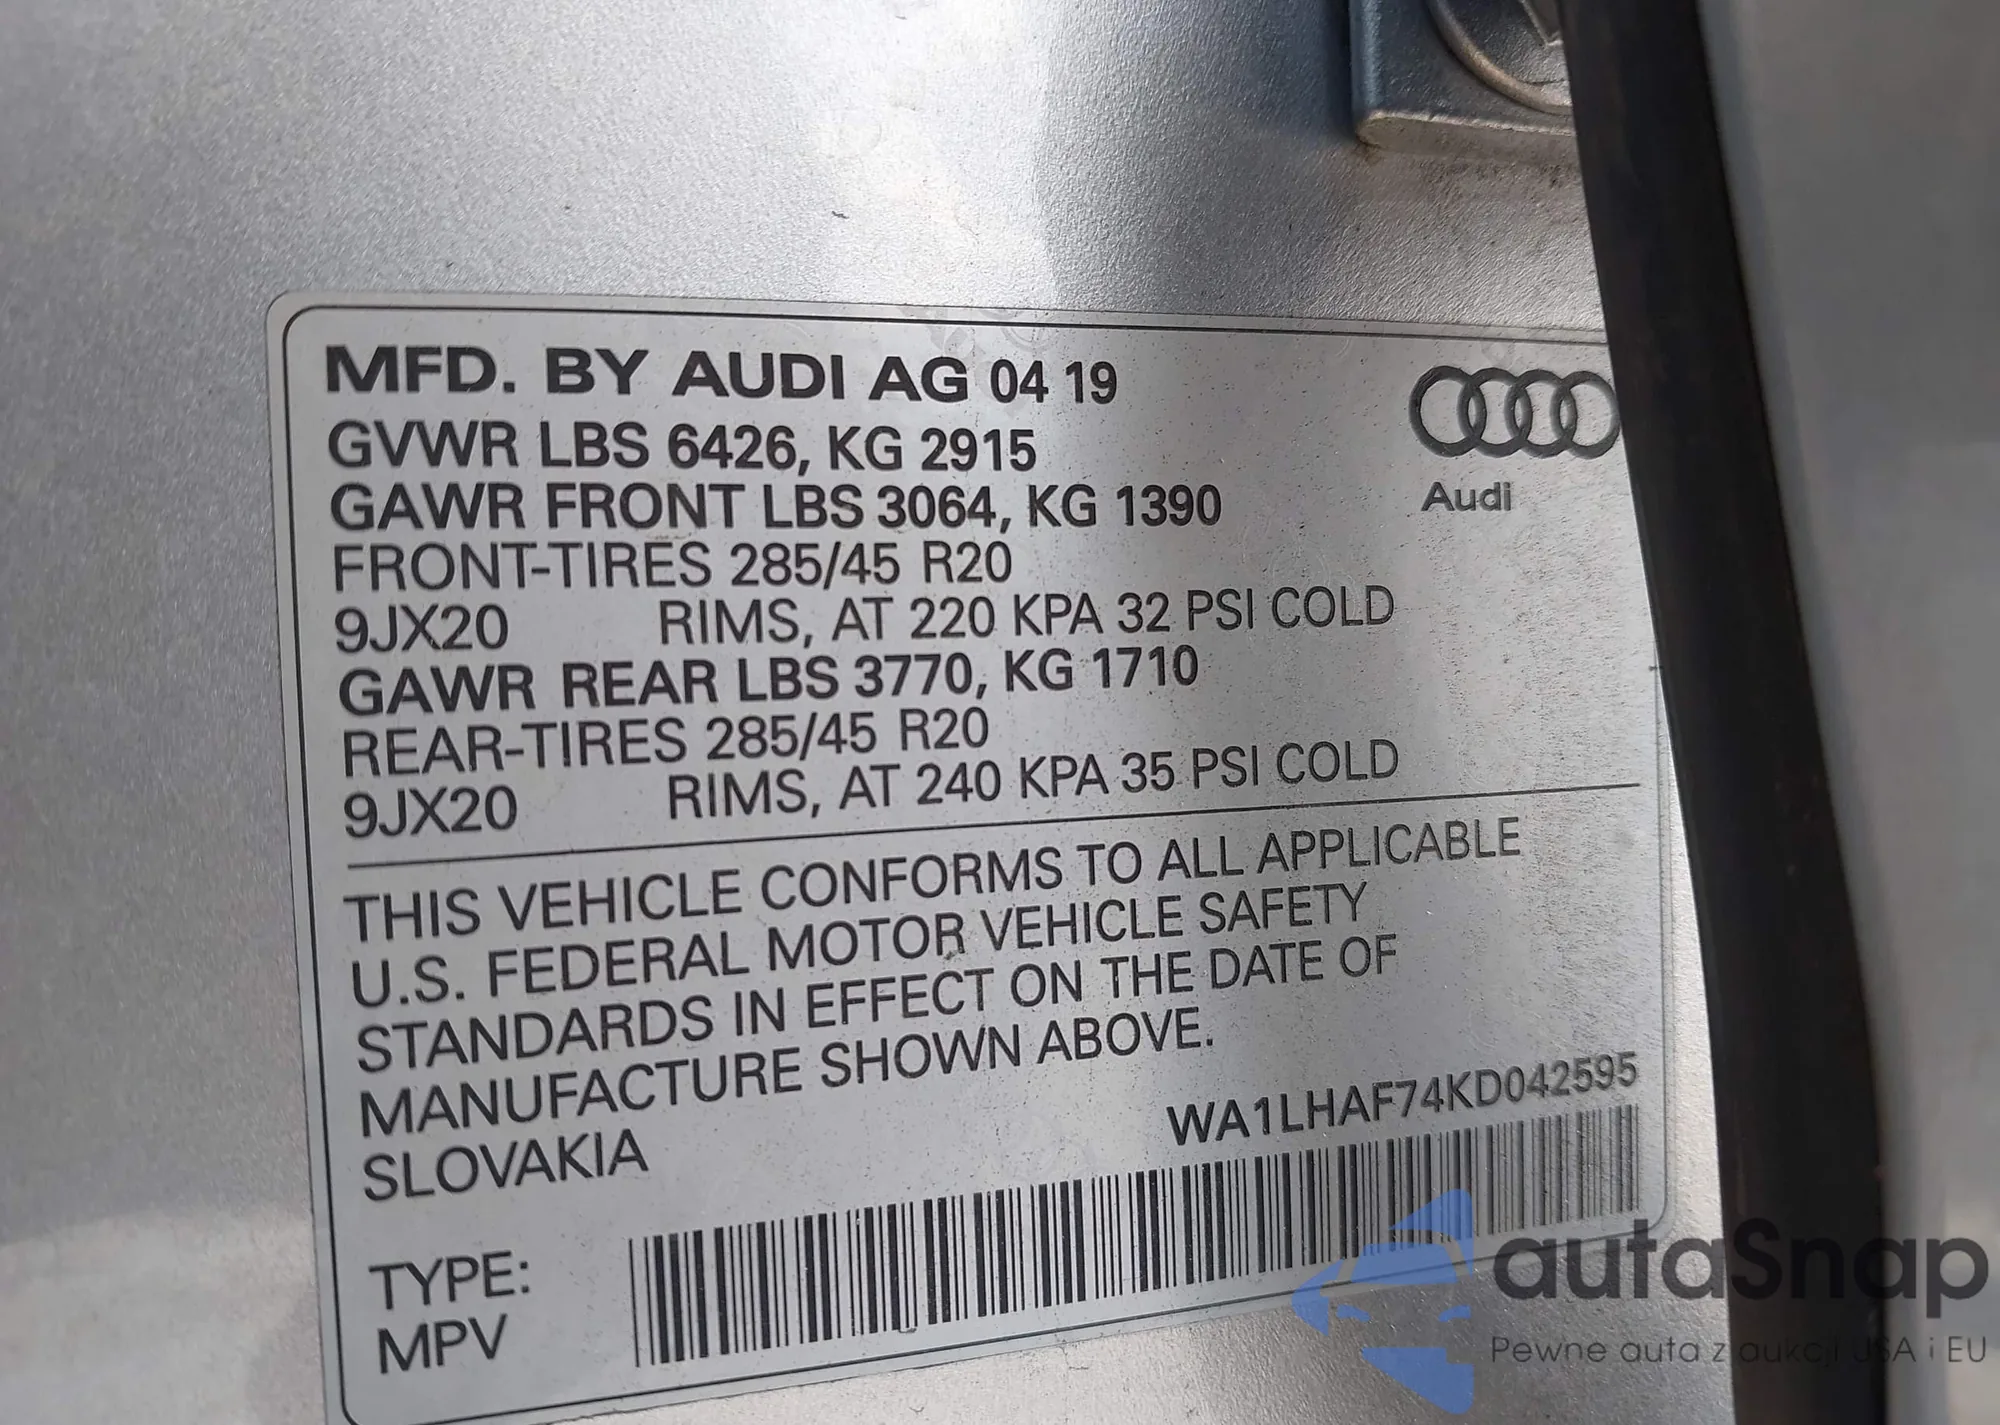 MFD. BY AUDI AG 04 19
GVWR LBS 6426, KG 2915
GAWR FRONT LBS 3064, KG 1390
FRONT-TIRES 285/45 R20
9JX20 RIMS, AT 220 KPA 32 PSI COLD
GAWR REAR LBS 3770, KG 1710
REAR-TIRES 285/45 R20
9JX20 RIMS, AT 240 KPA 35 PSI COLD
Audi
THIS VEHICLE CONFORMS TO ALL APPLICABLE
U.S. FEDERAL MOTOR VEHICLE SAFETY
STANDARDS IN EFFECT ON THE DATE OF
MANUFACTURE SHOWN ABOVE.
SLOVAKIA
WA1LHAF74KD042595
TYPE:
MPV
autaSnap
Pewne auta z aukcji USA i EU